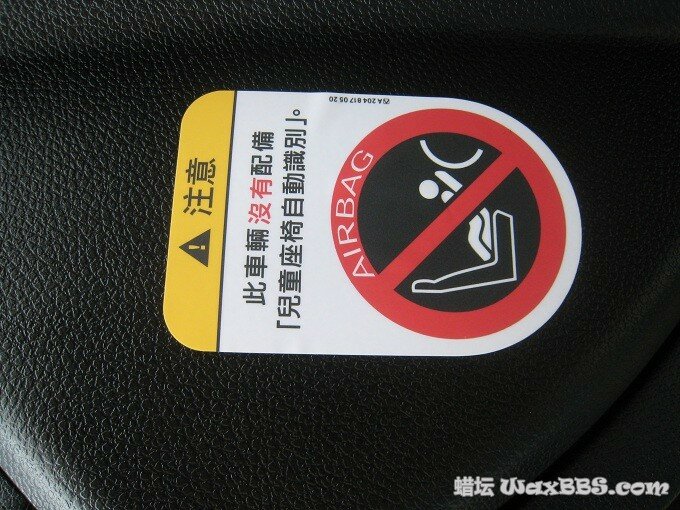 注意
此車輛沒有配備
「兒童座椅自動識別」。
AIRBAG
A 204 817 05 20
蜡坛 WaxBBS.com